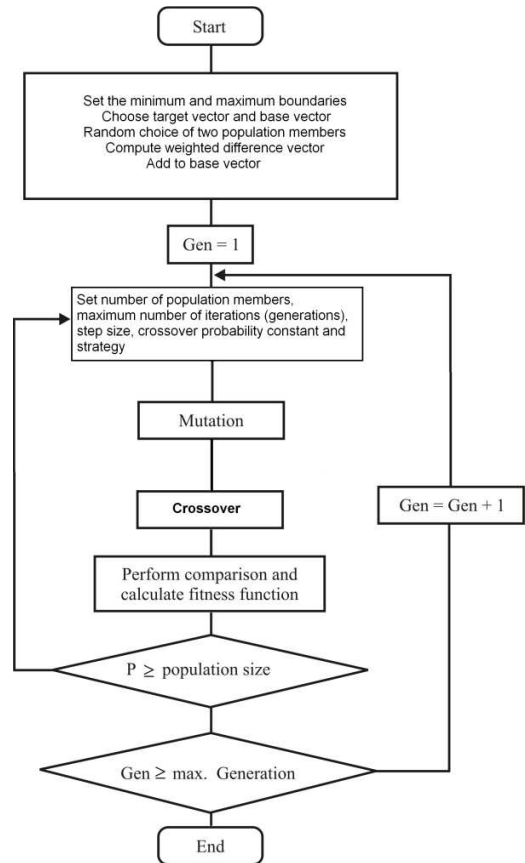 Start
Set the minimum and maximum boundaries
Choose target vector and base vector
Random choice of two population members
Compute weighted difference vector
Add to base vector
Gen = 1
Set number of population members,
maximum number of iterations (generations),
step size, crossover probability constant and
strategy
Mutation
Crossover
Gen = Gen + 1
Perform comparison and
calculate fitness function
P ≥ population size
Gen ≥ max. Generation
End